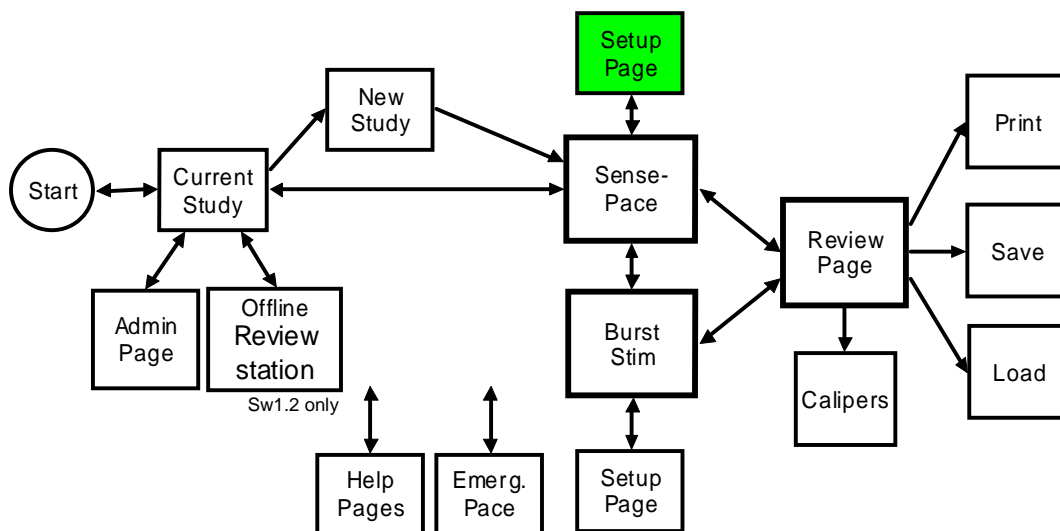 Setup
Page
New
Study
Print
Start
Current
Study
Sense-
Pace
Review
Page
Save
Admin
Page
Offline
Review
station
Sw1.2 only
Burst
Stim
Calipers
Load
Help
Pages
Emerg.
Pace
Setup
Page